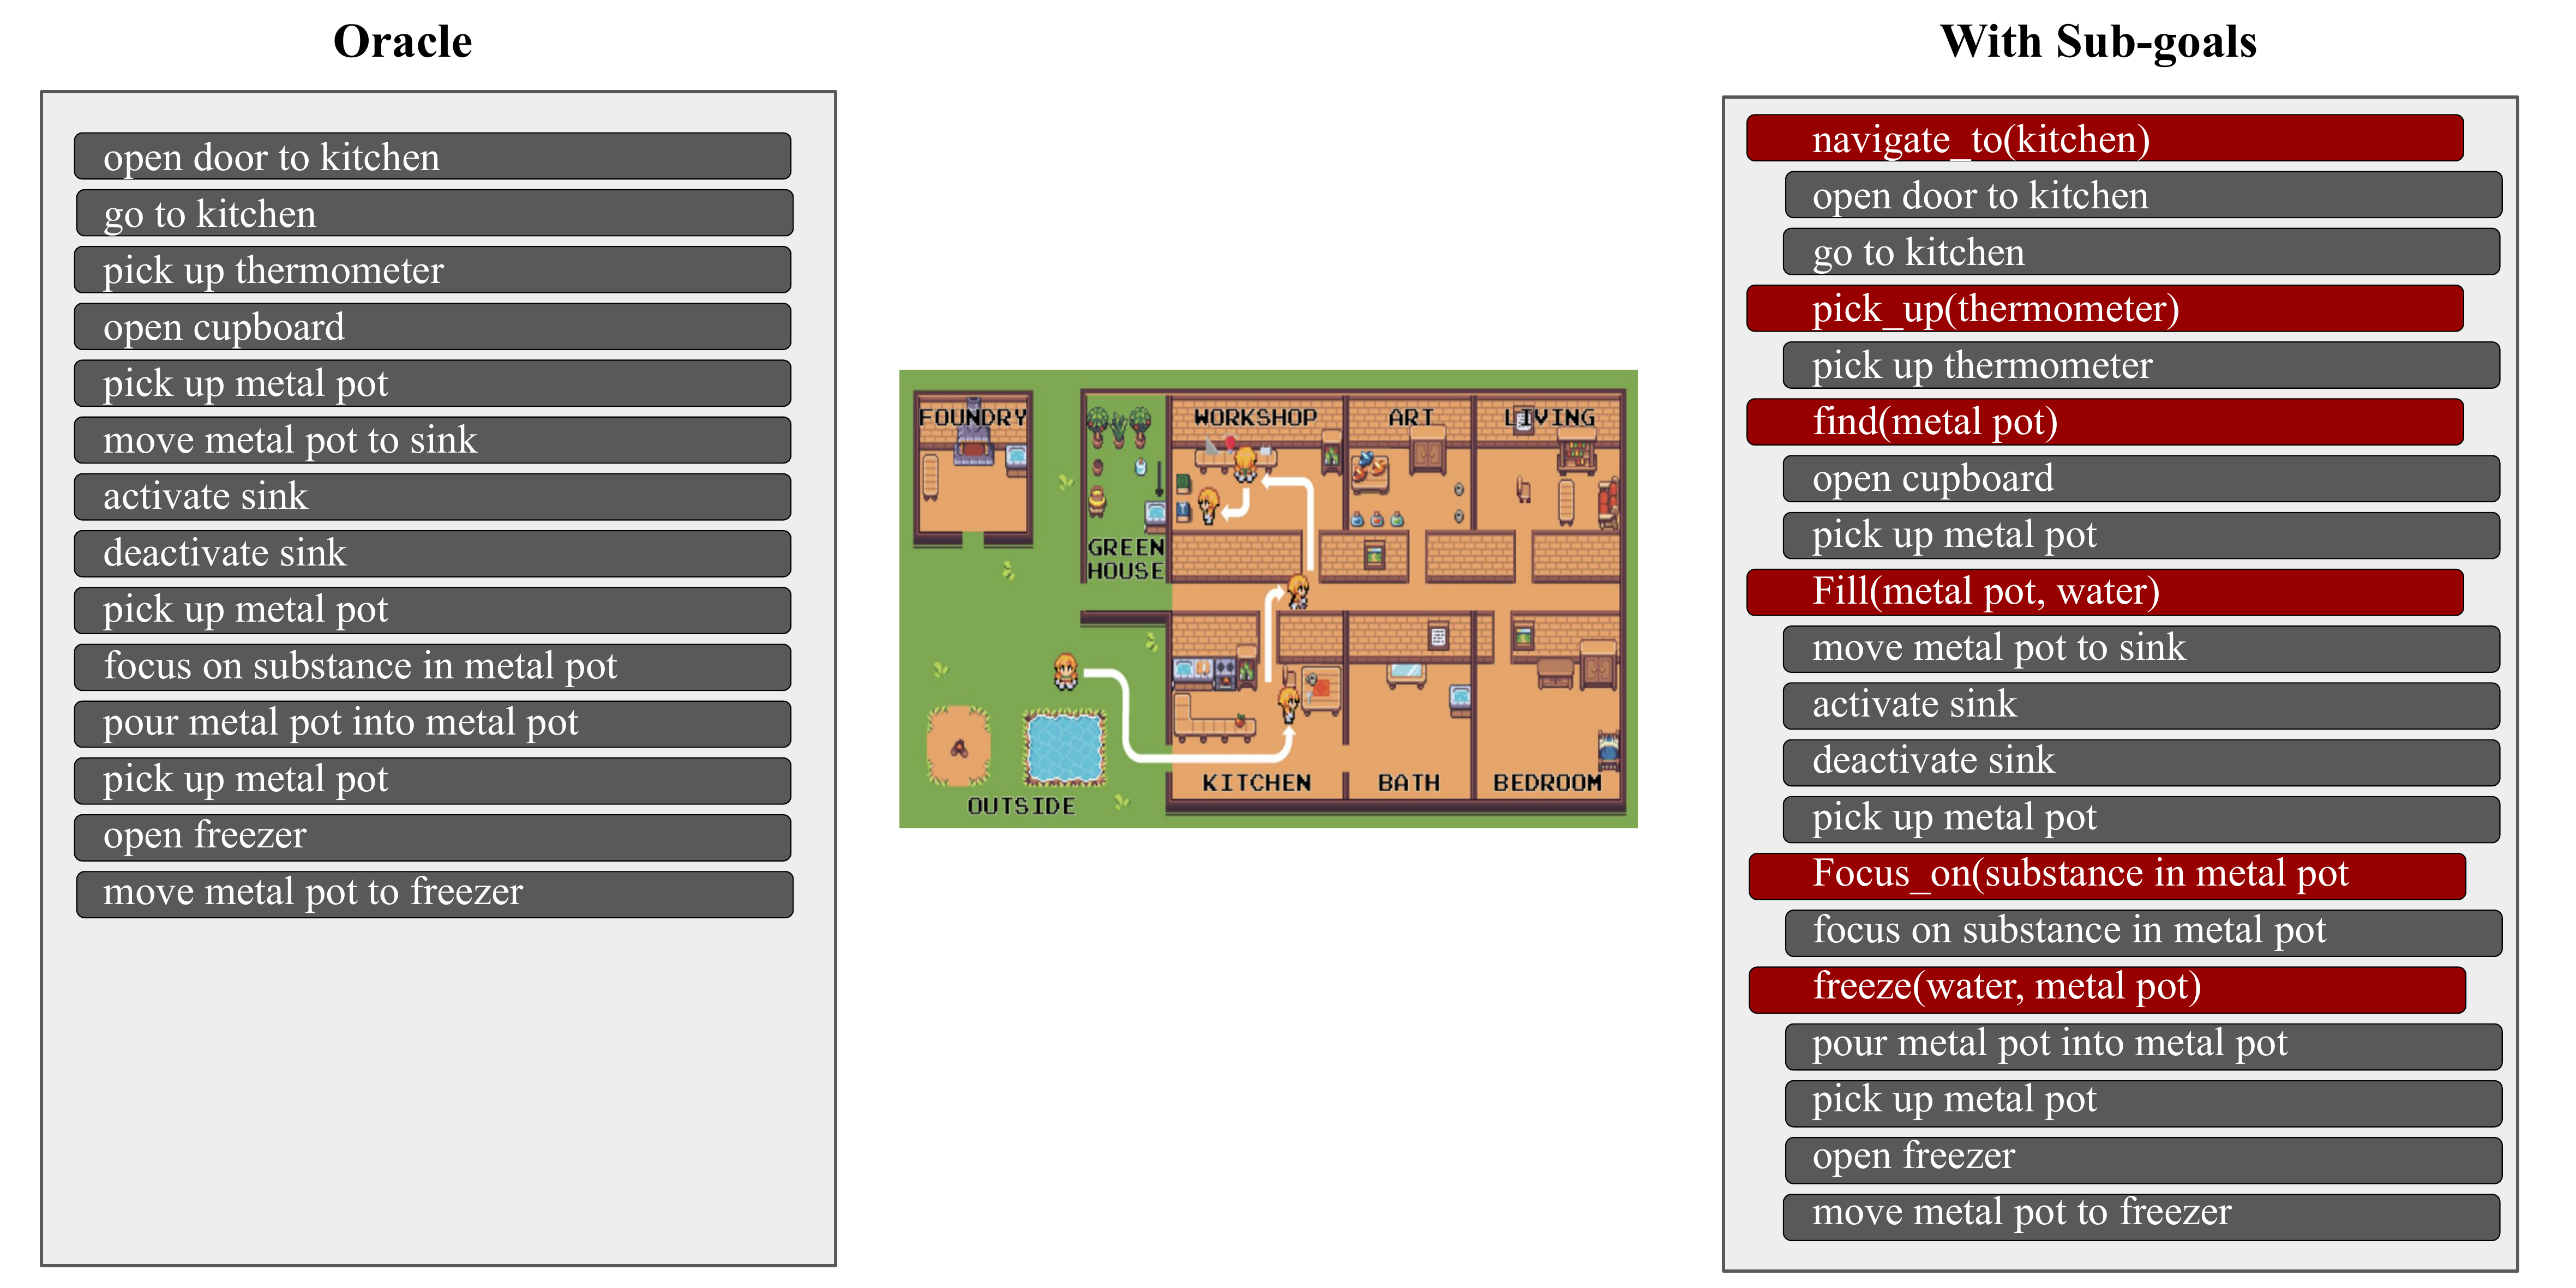 Oracle
open door to kitchen
go to kitchen
pick up thermometer
open cupboard
pick up metal pot
move metal pot to sink
activate sink
deactivate sink
pick up metal pot
focus on substance in metal pot
pour metal pot into metal pot
pick up metal pot
open freezer
move metal pot to freezer
FOUNDRY
WORKSHOP
ART
LIVING
GREEN
HOUSE
KITCHEN
BATH
BEDROOM
OUTSIDE
With Sub-goals
navigate_to(kitchen)
open door to kitchen
go to kitchen
pick_up(thermometer)
pick up thermometer
find(metal pot)
open cupboard
pick up metal pot
Fill(metal pot, water)
move metal pot to sink
activate sink
deactivate sink
pick up metal pot
Focus_on(substance in metal pot
focus on substance in metal pot
freeze(water, metal pot)
pour metal pot into metal pot
pick up metal pot
open freezer
move metal pot to freezer